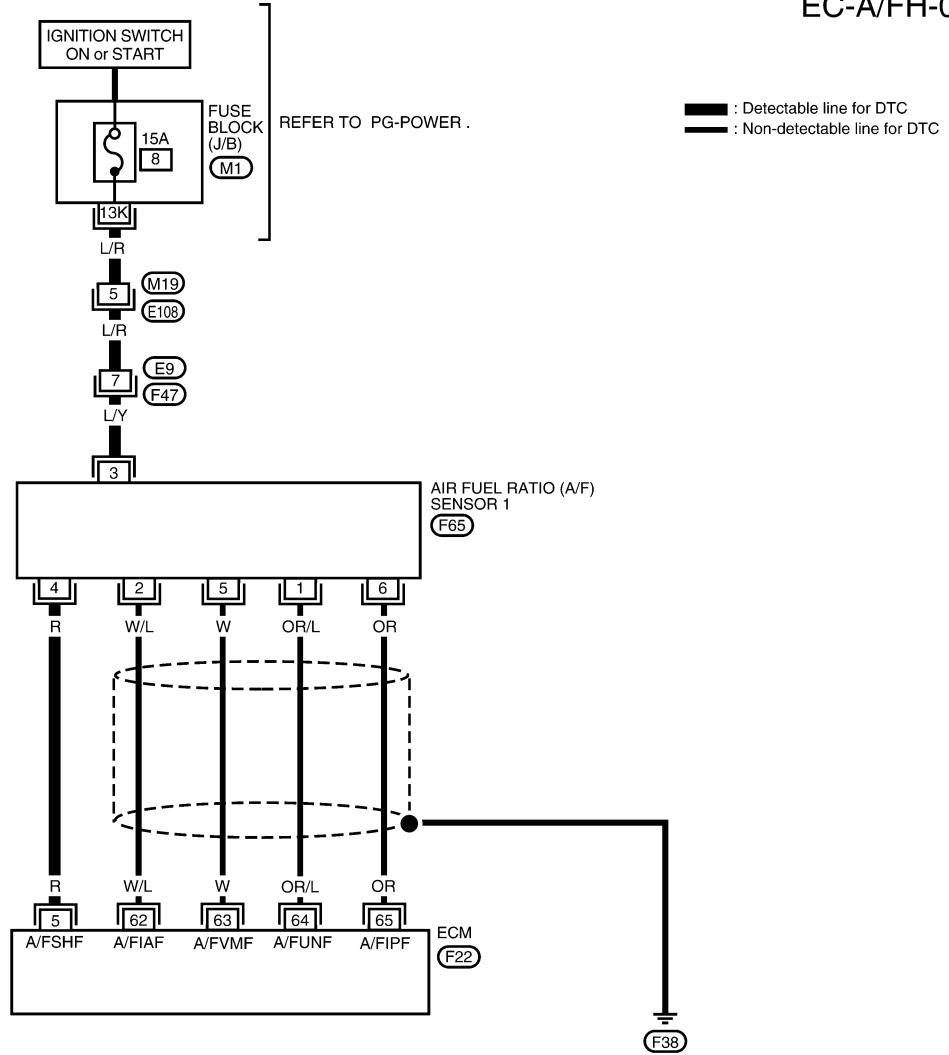 EC-A/FH-0
IGNITION SWITCH
ON or START
FUSE
BLOCK
(J/B)
M1
15A
8
REFER TO PG-POWER .
: Detectable line for DTC
: Non-detectable line for DTC
13K
L/R
5
M19
E108
L/R
7
E9
F47
L/Y
3
AIR FUEL RATIO (A/F)
SENSOR 1
F65
4 2 5 1 6
R W/L W OR/L OR
R W/L W OR/L OR
5 62 63 64 65
A/FSHF A/FIAF A/FVMF A/FUNF A/FIPF
ECM
F22
F38